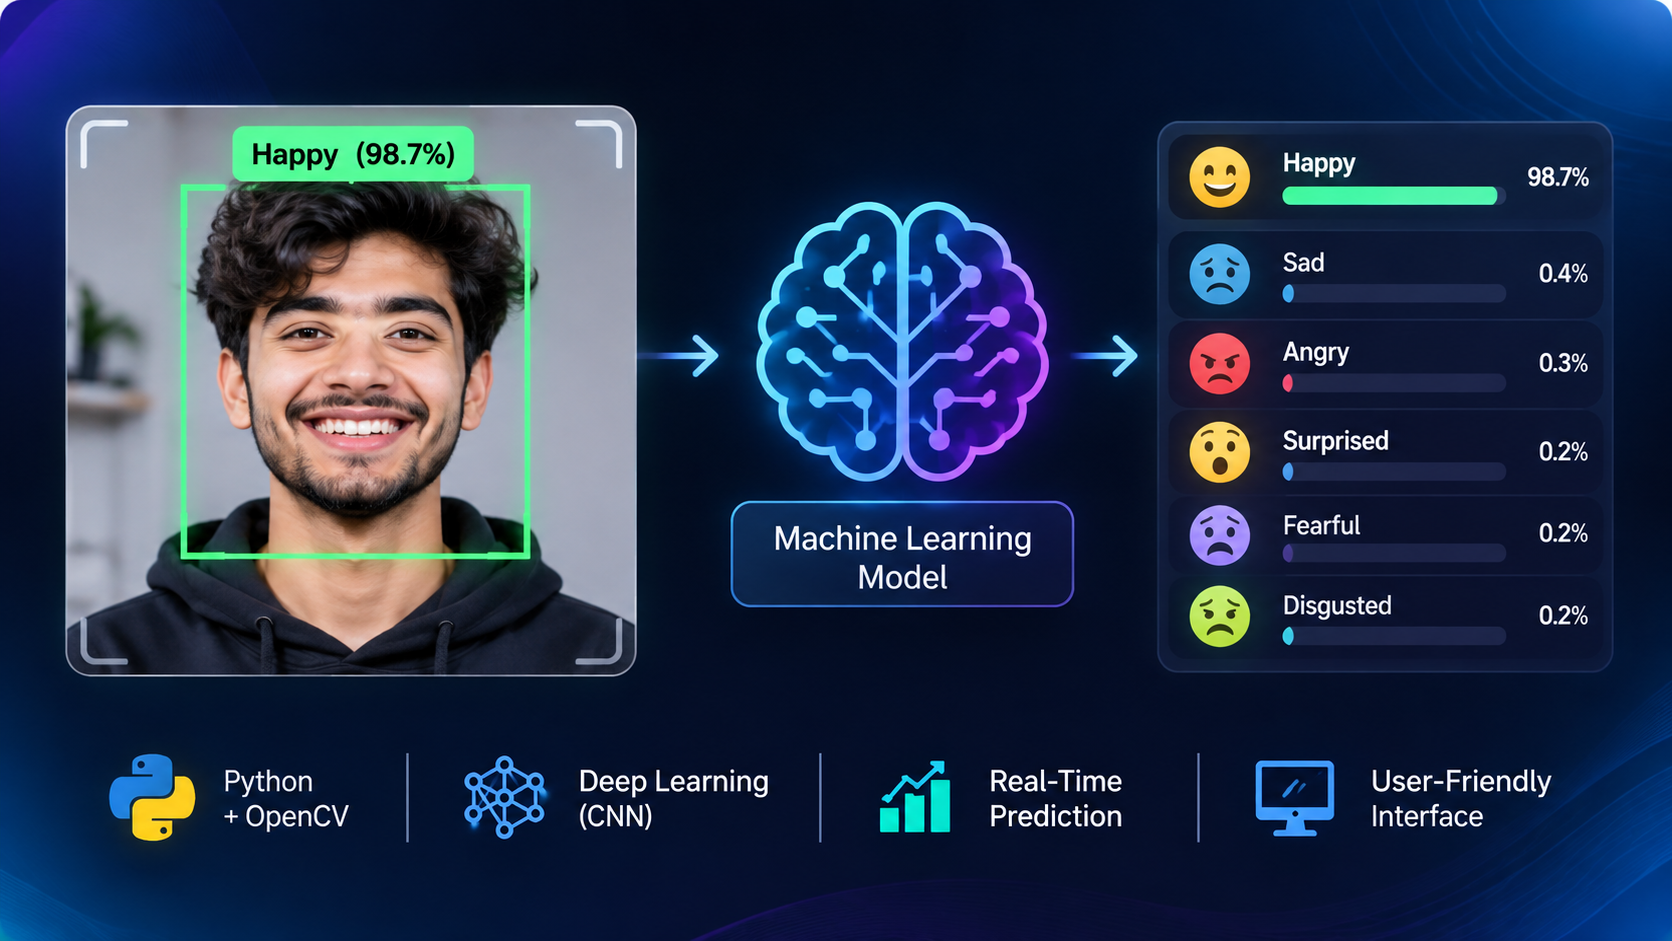 Happy (98.7%)
Machine Learning
Model
Happy
98.7%
Sad
0.4%
Angry
0.3%
Surprised
0.2%
Fearful
0.2%
Disgusted
0.2%
Python
+ OpenCV
Deep Learning
(CNN)
Real-Time
Prediction
User-Friendly
Interface